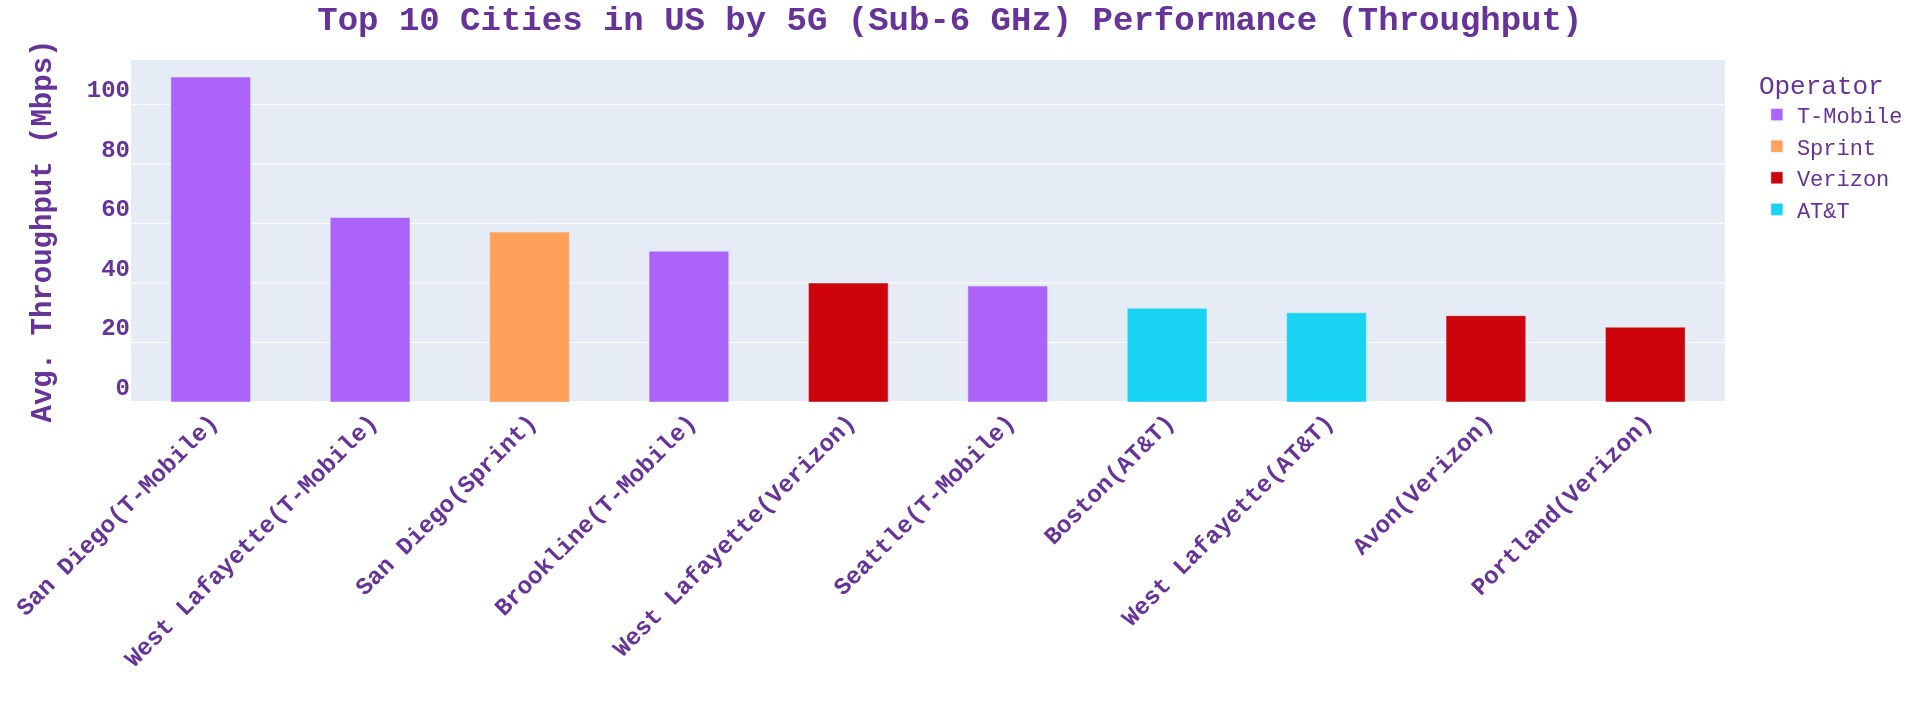 Top 10 Cities in US by 5G (Sub-6 GHz) Performance (Throughput)
Avg. Throughput (Mbps)
100
80
60
40
20
0
San Diego(T-Mobile)
West Lafayette(T-Mobile)
San Diego(Sprint)
Brookline(T-Mobile)
West Lafayette(Verizon)
Seattle(T-Mobile)
Boston(AT&T)
West Lafayette(AT&T)
Avon(Verizon)
Portland(Verizon)
Operator
T-Mobile
Sprint
Verizon
AT&T